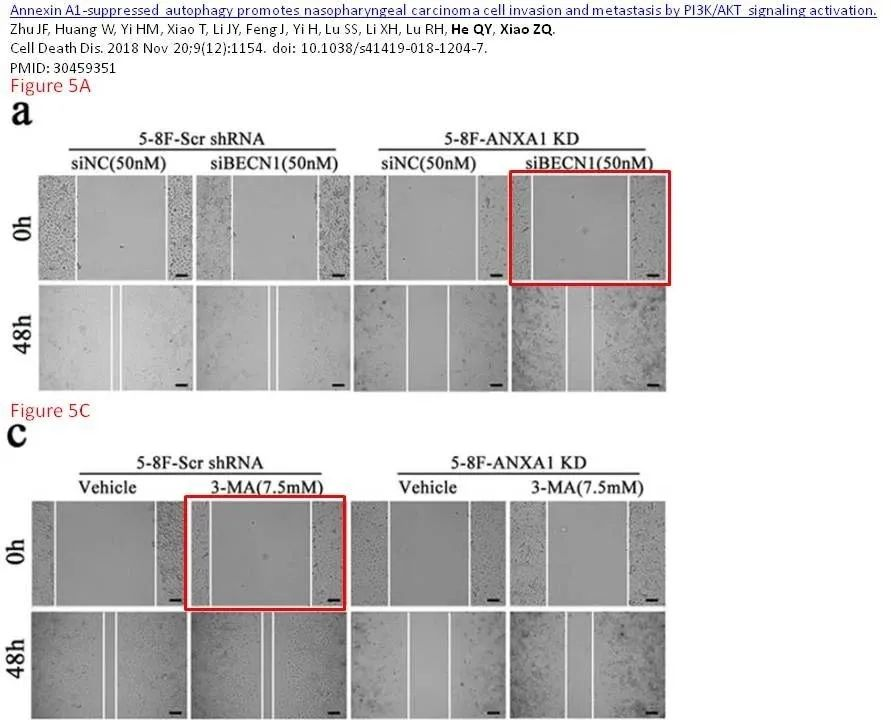 Annexin A1-suppressed autophagy promotes nasopharyngeal carcinoma cell invasion and metastasis by PI3K/AKT signaling activation.
Zhu JF, Huang W, Yi HM, Xiao T, Li JY, Feng J, Yi H, Lu SS, Li XH, Lu RH, He QY, Xiao ZQ.
Cell Death Dis. 2018 Nov 20;9(12):1154. doi: 10.1038/s41419-018-1204-7.
PMID: 30459351
Figure 5A
a
5-8F-Scr shRNA 5-8F-ANXA1 KD
siNC(50nM) siBECN1(50nM) siNC(50nM) siBECN1(50nM)
0h
48h
Figure 5C
c
5-8F-Scr shRNA 5-8F-ANXA1 KD
Vehicle 3-MA(7.5mM) Vehicle 3-MA(7.5mM)
0h
48h